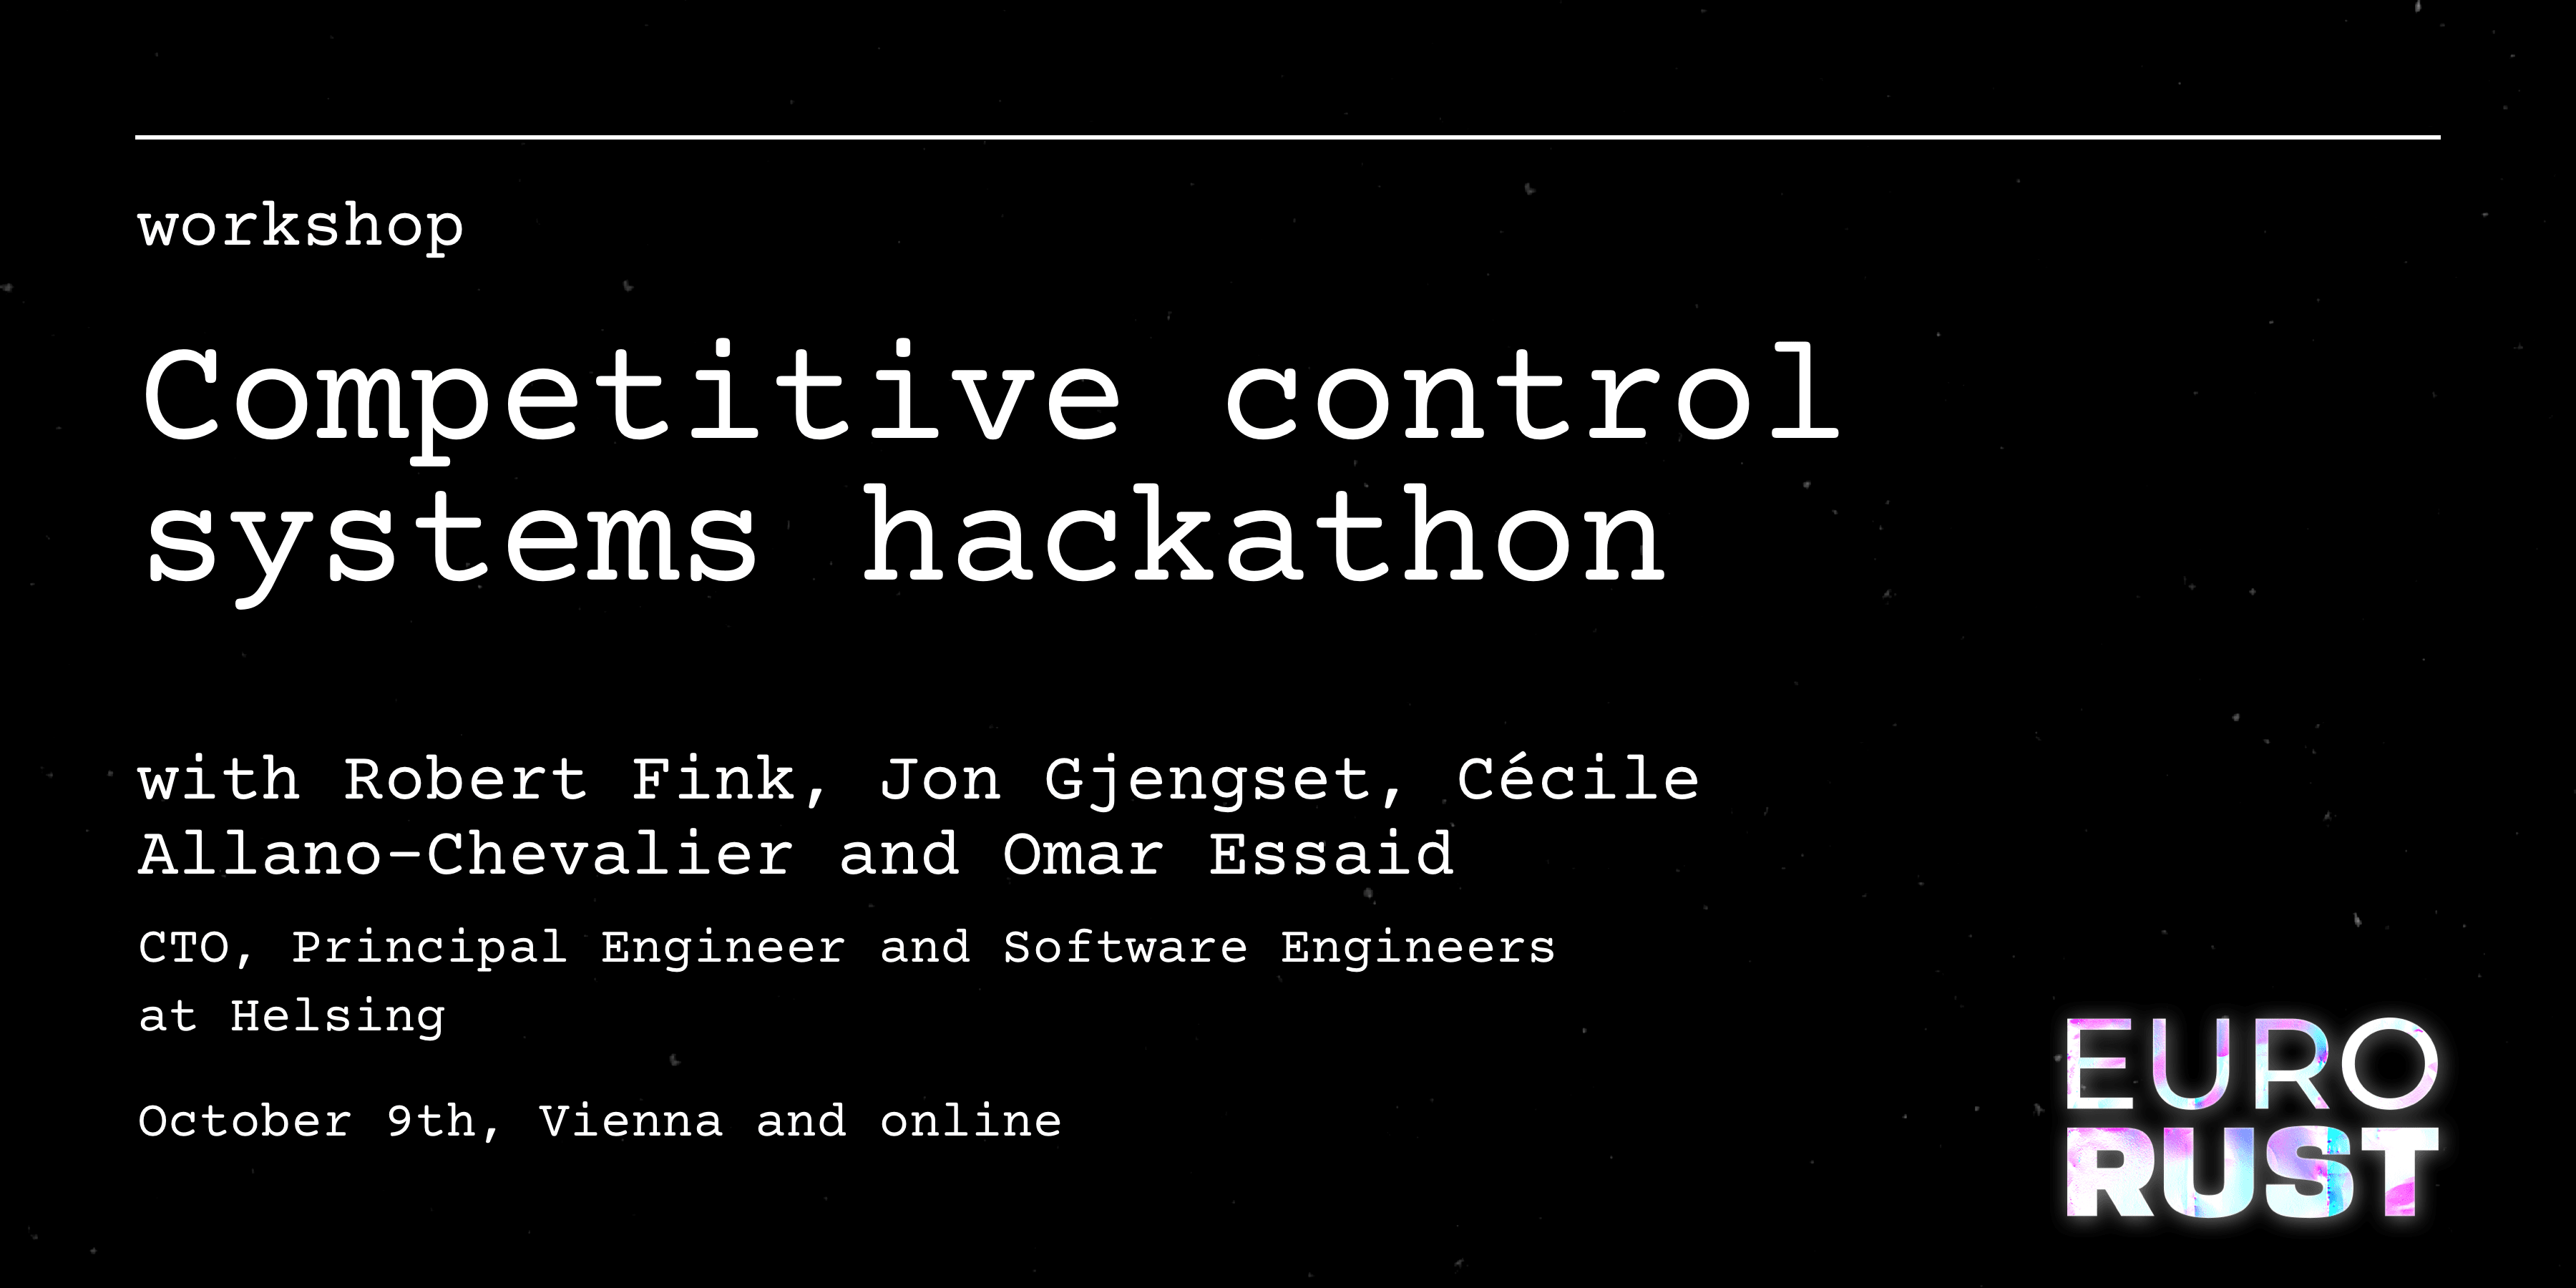 workshop
Competitive control
systems hackathon
with Robert Fink, Jon Gjengset, Cécile
Allano-Chevalier and Omar Essaid
CTO, Principal Engineer and Software Engineers
at Helsing
October 9th, Vienna and online
EURO
RUST